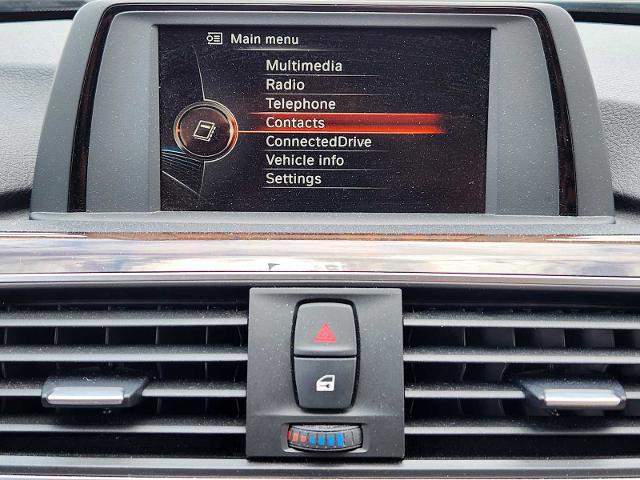 Main menu
Multimedia
Radio
Telephone
Contacts
ConnectedDrive
Vehicle info
Settings